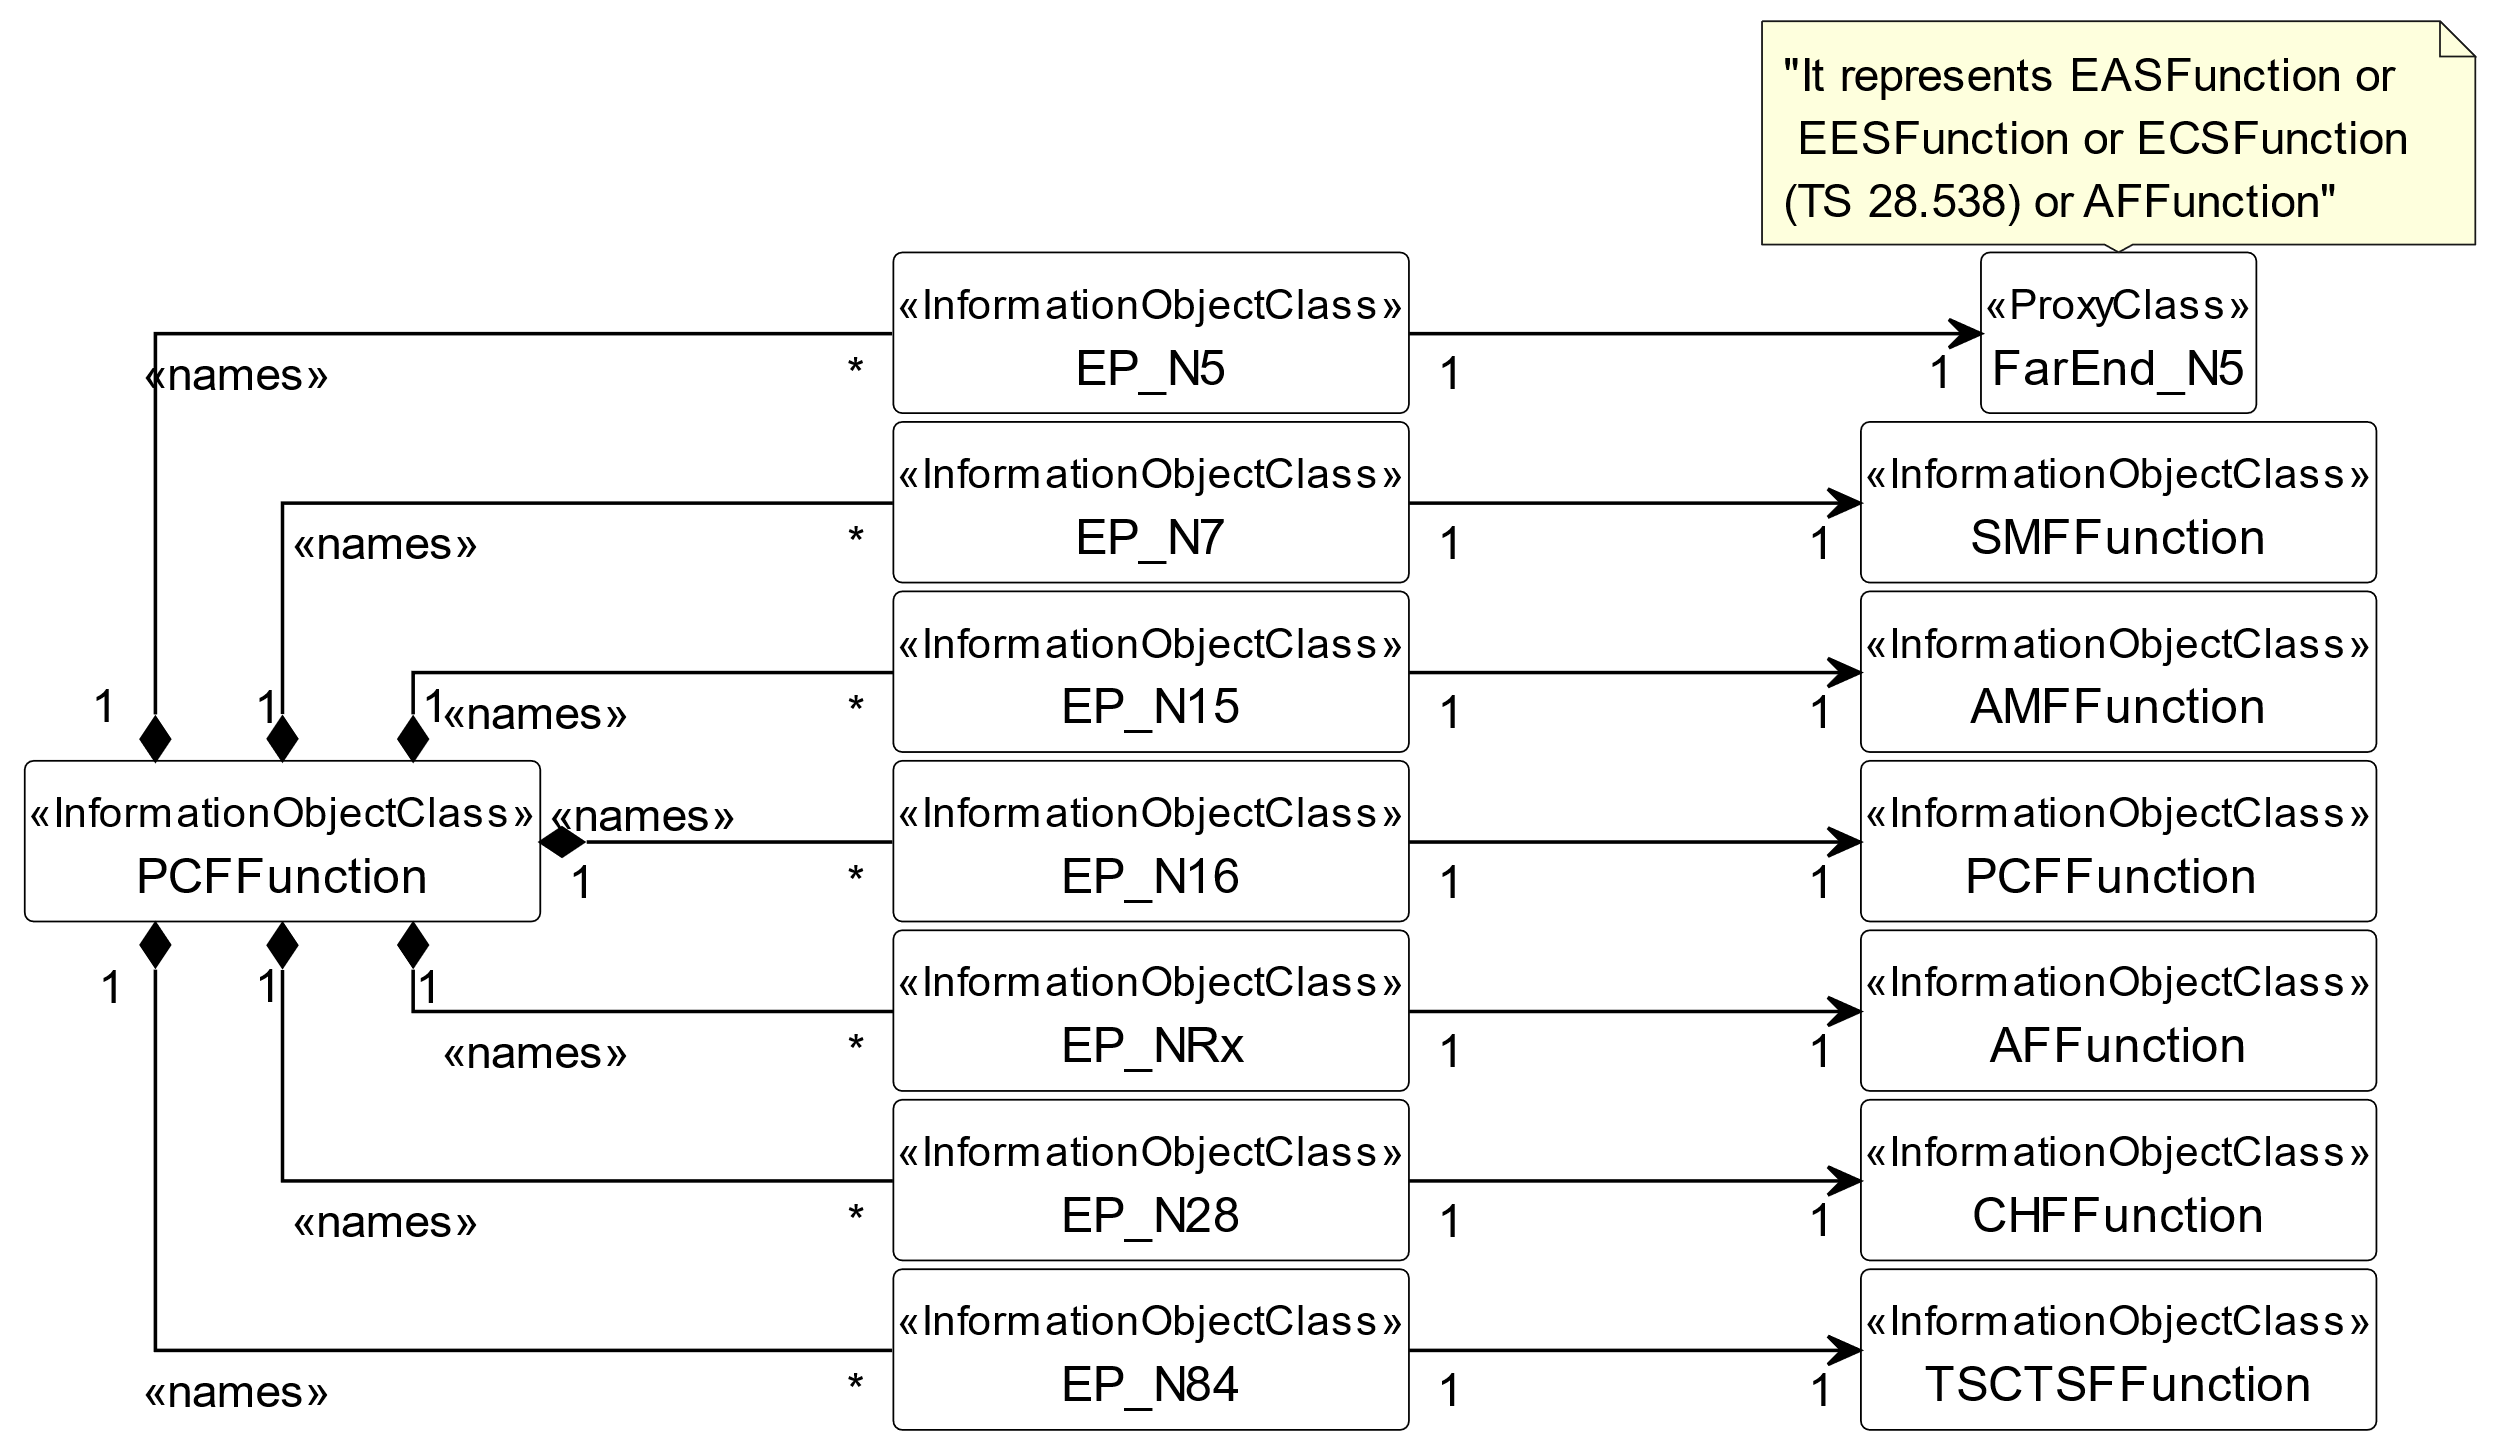 "It represents EASFunction or
EESFunction or ECSFunction
(TS 28.538) or AFFunction"
«InformationObjectClass»
EP_N5
«ProxyClass»
FarEnd_N5
«names»
*
1
1
«InformationObjectClass»
EP_N7
«InformationObjectClass»
SMFFunction
«names»
*
1
1
«InformationObjectClass»
EP_N15
«InformationObjectClass»
AMFFunction
1
1
1
«names»
*
1
1
«InformationObjectClass»
PCFFunction
«names»
1
*
«InformationObjectClass»
EP_N16
1
1
«InformationObjectClass»
PCFFunction
1
1
1
«InformationObjectClass»
EP_NRx
«InformationObjectClass»
AFFunction
«names»
*
1
1
«InformationObjectClass»
EP_N28
«InformationObjectClass»
CHFFunction
«names»
*
1
1
«InformationObjectClass»
EP_N84
«InformationObjectClass»
TSCTSFFunction
«names»
*
1
1